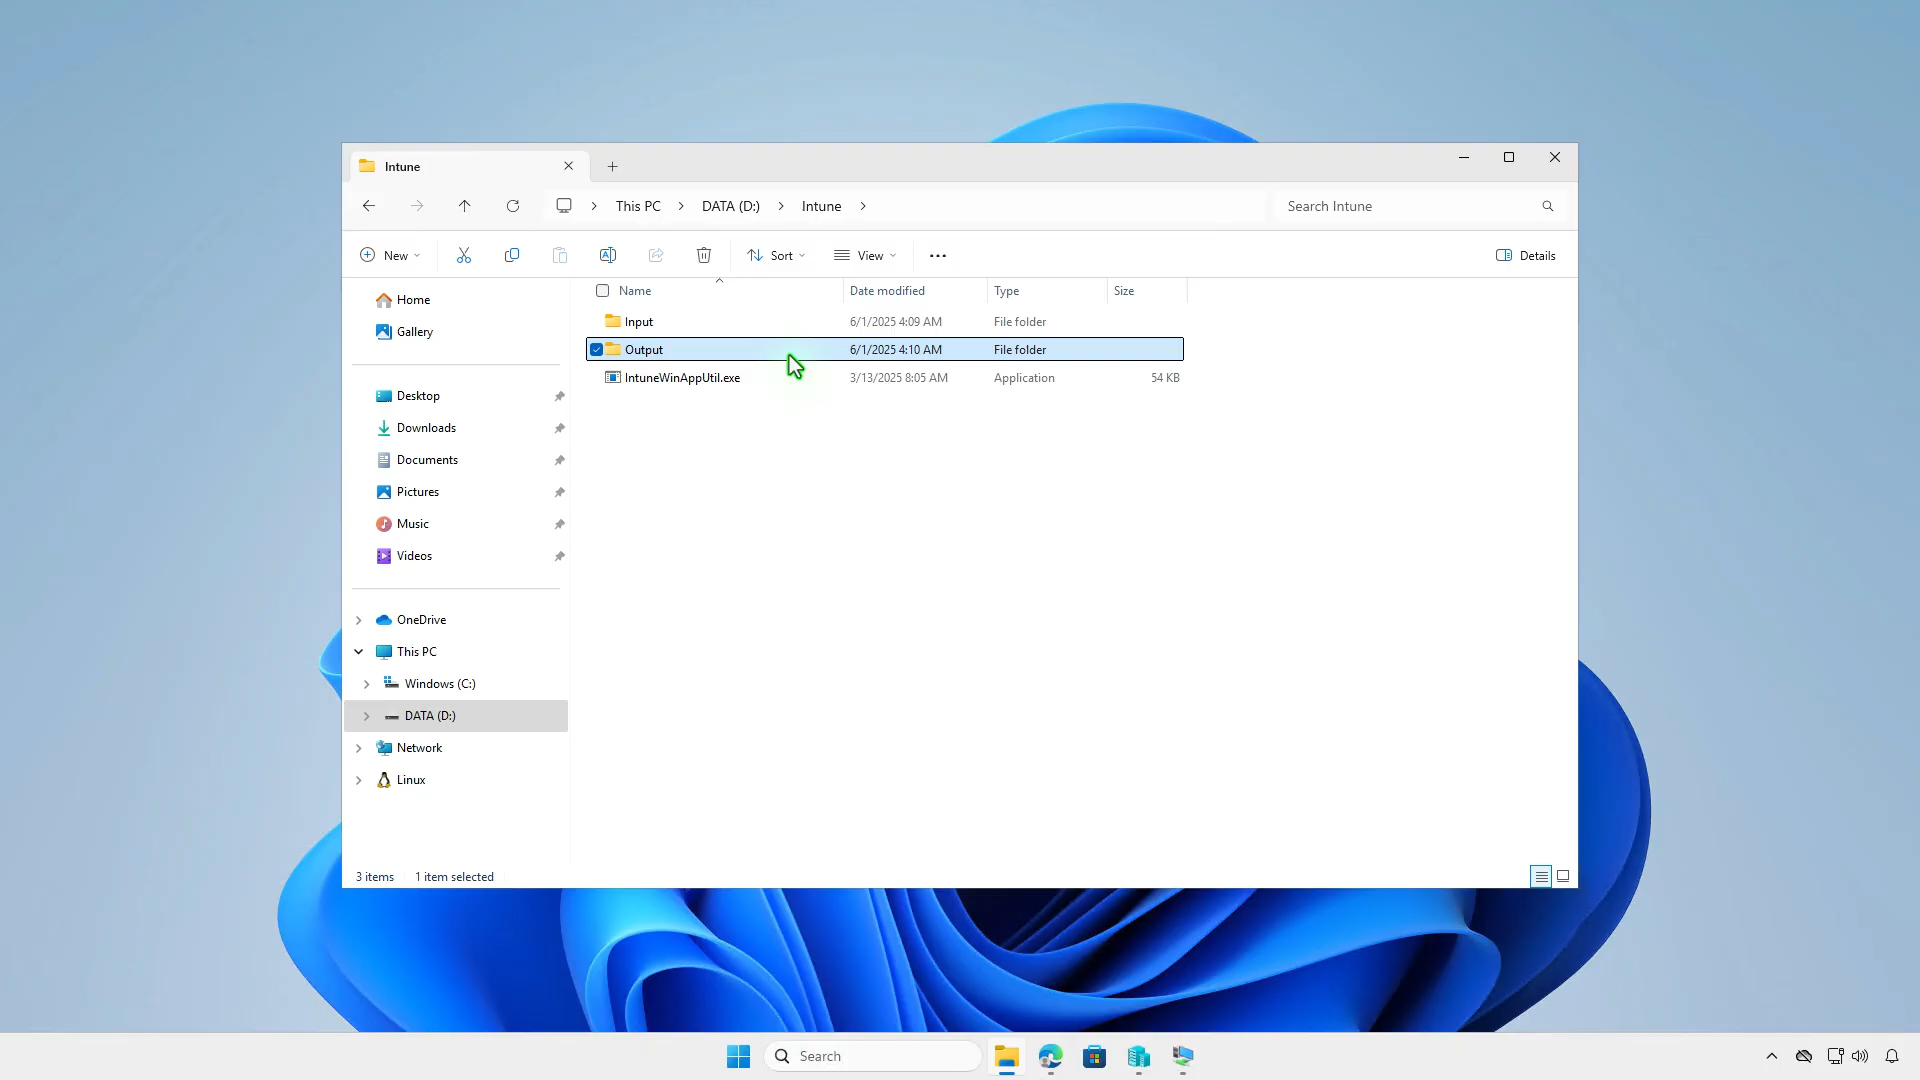 Intune
This PC
DATA (D:)
Intune
Search Intune
New
Sort
View
Details
Name
Date modified
Type
Size
Input
6/1/2025 4:09 AM
File folder
Output
6/1/2025 4:10 AM
File folder
IntuneWinAppUtil.exe
3/13/2025 8:05 AM
Application
54 KB
Home
Gallery
Desktop
Downloads
Documents
Pictures
Music
Videos
OneDrive
This PC
Windows (C:)
DATA (D:)
Network
Linux
3 items
1 item selected
Search